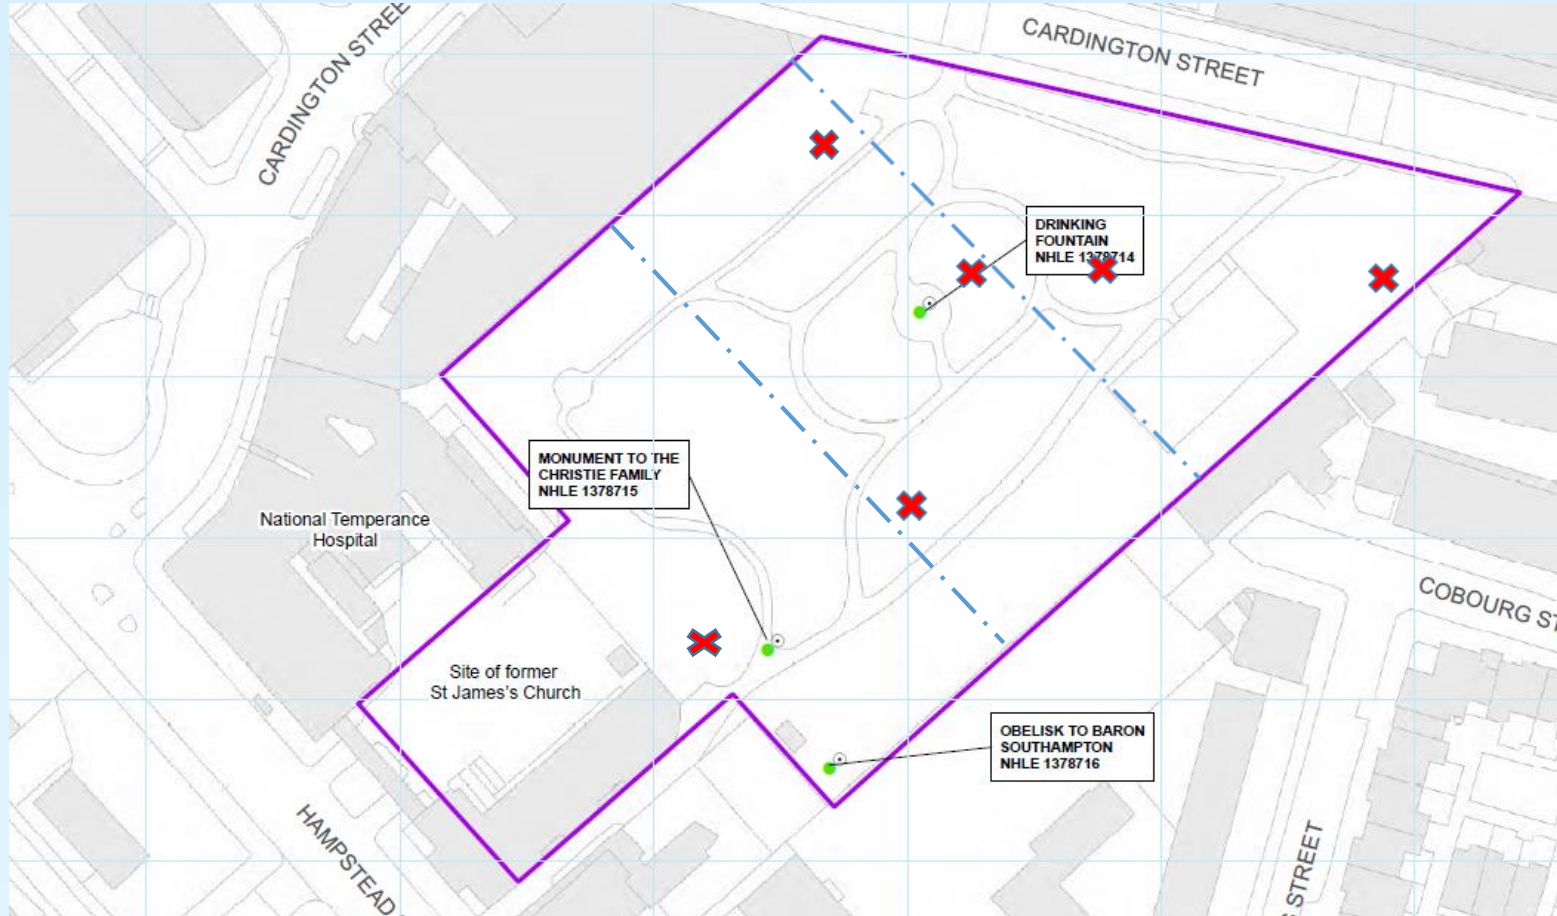 CARDINGTON STREE
CARDINGTON STREET
DRINKING
FOUNTAIN
NHLE 1378714
MONUMENT TO THE
CHRISTIE FAMILY
NHLE 1378715
National Temperance
Hospital
COBOURG ST
Site of former
St James's Church
OBELISK TO BARON
SOUTHAMPTON
NHLE 1378716
HAMPSTEAD
STREET